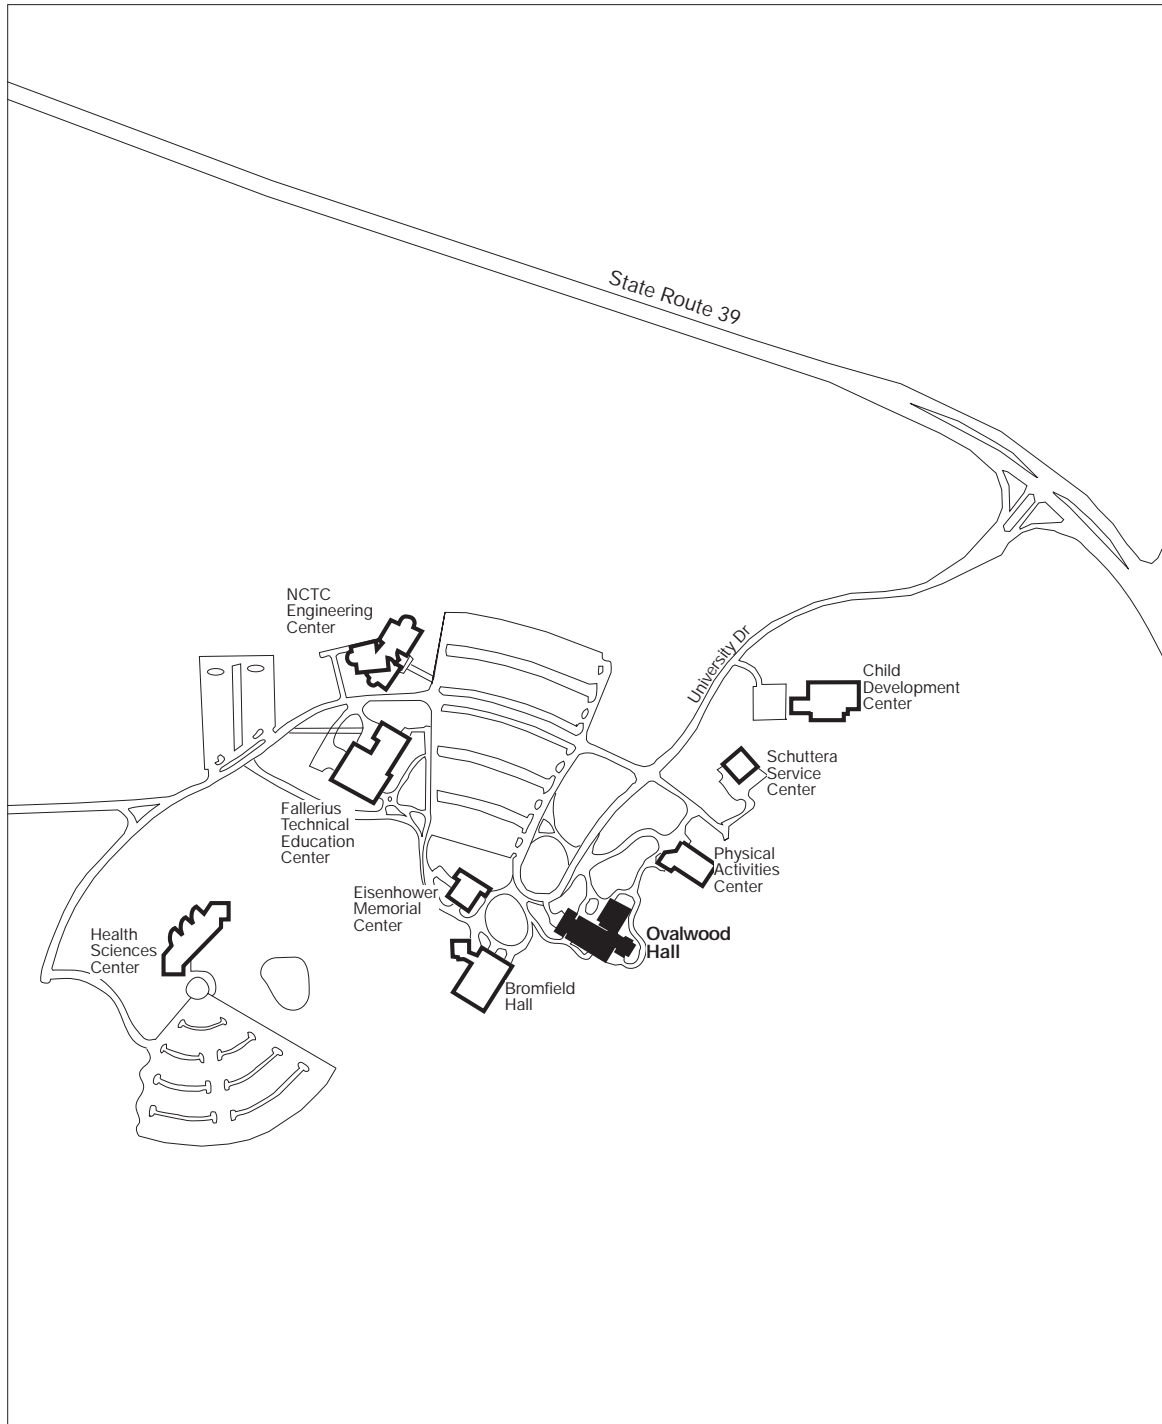 State Route 39
NCTC
Engineering
Center
University Dr
Child
Development
Center
Schuttera
Service
Center
Fallerius
Technical
Education
Center
Physical
Activities
Center
Eisenhower
Memorial
Center
Health
Sciences
Center
Ovalwood
Hall
Bromfield
Hall